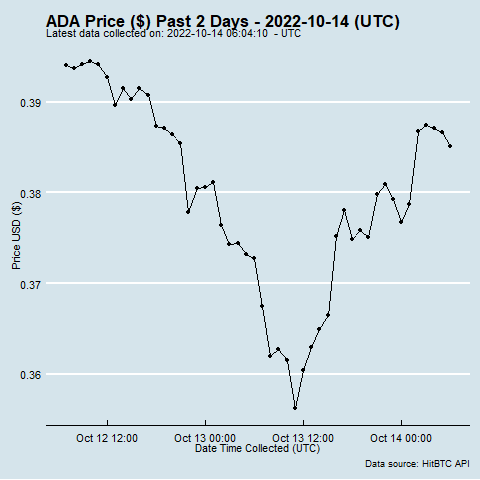 ADA Price ($) Past 2 Days - 2022-10-14 (UTC)
Latest data collected on: 2022-10-14 06:04:10  - UTC
0.39
0.38
0.37
0.36
Price USD ($)
Oct 12 12:00
Oct 13 00:00
Oct 13 12:00
Oct 14 00:00
Date Time Collected (UTC)
Data source: HitBTC API